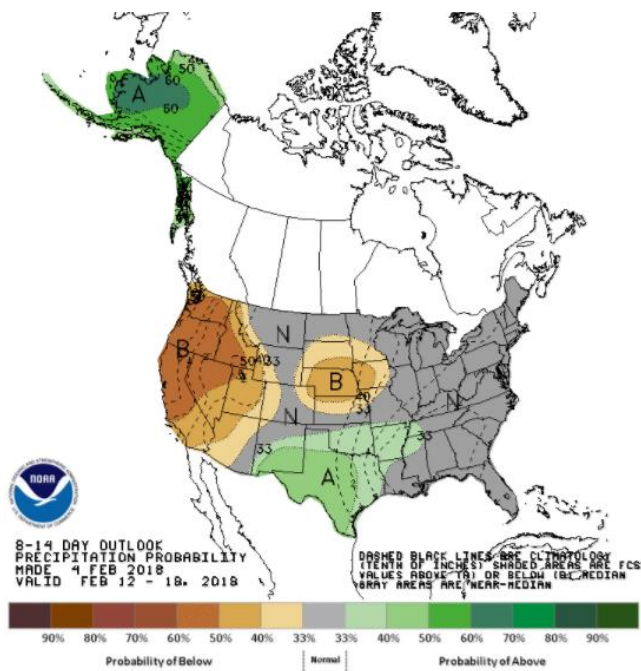 40
50
60
A
60
N
B
50 40 33
B
40
33
N
N
33
33
A
NOAA
8-14 DAY OUTLOOK
PRECIPITATION PROBABILITY
MADE 4 FEB 2018
VALID FEB 12 - 18, 2018
DASHED BLACK LINES ARE CLIMATOLOGY
(TENTH OF INCHES) SHADED AREAS ARE FCS
VALUES ABOVE (A) OR BELOW (B) MEDIAN
GRAY AREAS ARE NEAR-MEDIAN
90% 80% 70% 60% 50% 40% 33% 33% 40% 50% 60% 70% 80% 90%
Probability of Below Normal Probability of Above